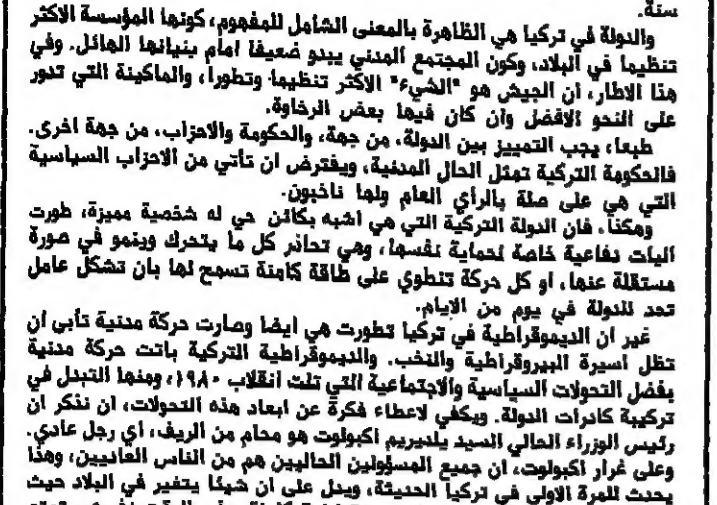 سنة.
والدولة في تركيا هي الظاهرة بالمعنى الشامل للمفهوم، كونها المؤسسة الاكثر
تنظيما في البلاد، وكون المجتمع المدني يبدو ضعيفا امام بنيانها الهائل. وفي
هذا الاطار، ان الجيش هو "الشيء" الاكثر تنظيما وتطورا، والماكينة التي تدور
على النحو الافضل وان كان فيها بعض الرخاوة.
طبعا، يجب التمييز بين الدولة، من جهة، والحكومة والاحزاب، من جهة اخرى.
فالحكومة التركية تمثل الحال المدنية، ويفترض ان تأتي من الاحزاب السياسية
التي هي على صلة بالرأي العام ولها ناخبون.
وهكذا، فان الدولة التركية التي هي اشبه بكائن حي له شخصية مميزة، طورت
آليات دفاعية خاصة لحماية نفسها، وهي تحاذر كل ما يتحرك وينمو في صورة
مستقلة عنها، او كل حركة تنطوي على طاقة كامنة تسمح لها بان تشكل عامل
تحد للدولة في يوم من الايام.
غير ان الديموقراطية في تركيا تطورت هي ايضا وصارت حركة مدنية تأبى ان
تظل اسيرة البيروقراطية والنخب. والديموقراطية التركية باتت حركة مدنية
بفضل التحولات السياسية والاجتماعية التي تلت انقلاب ١٩٨٠، ومنها التبدل في
تركيبة كادرات الدولة. ويكفي لاعطاء فكرة عن ابعاد هذه التحولات، ان نذكر ان
رئيس الوزراء الحالي السيد يلديريم اكبولوت هو محام من الريف، اي رجل عادي.
وعلى غرار اكبولوت، ان جميع المسؤولين الحاليين هم من الناس العاديين، وهذا
يحدث للمرة الاولى في تركيا الحديثة، ويدل على ان شيئا يتغير في البلاد حيث